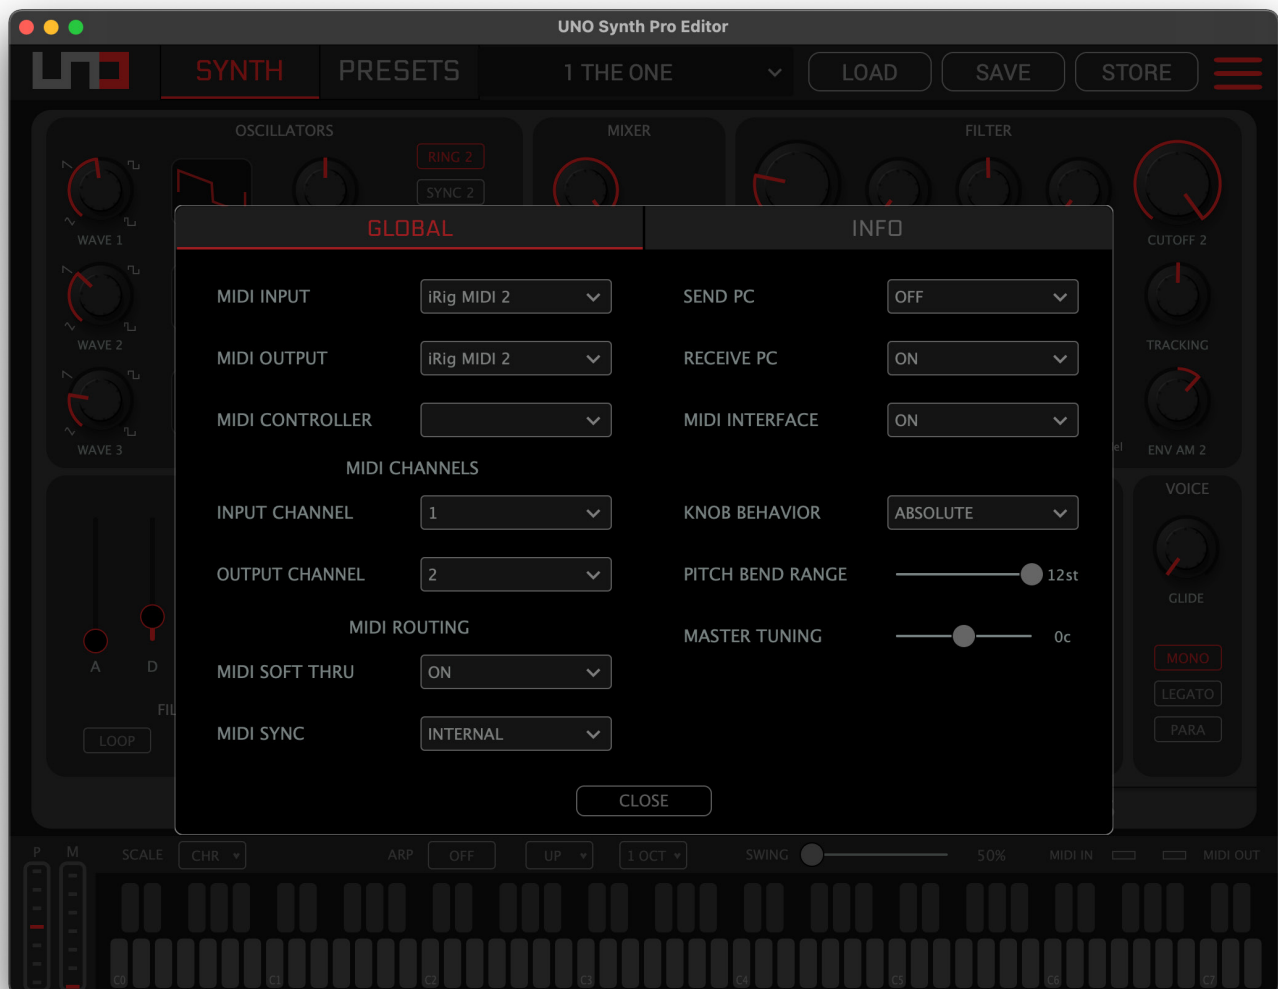 UNO Synth Pro Editor
UNO
SYNTH
PRESETS
1 THE ONE
LOAD
SAVE
STORE
OSCILLATORS
MIXER
FILTER
RING 2
SYNC 2
WAVE 1
CUTOFF 2
WAVE 2
TRACKING
WAVE 3
ENV AM 2
GLOBAL
INFO
MIDI INPUT
iRig MIDI 2
MIDI OUTPUT
iRig MIDI 2
MIDI CONTROLLER
MIDI CHANNELS
INPUT CHANNEL
1
OUTPUT CHANNEL
2
MIDI ROUTING
MIDI SOFT THRU
ON
MIDI SYNC
INTERNAL
SEND PC
OFF
RECEIVE PC
ON
MIDI INTERFACE
ON
KNOB BEHAVIOR
ABSOLUTE
PITCH BEND RANGE
12st
MASTER TUNING
0c
CLOSE
A
D
FIL
LOOP
VOICE
GLIDE
MONO
LEGATO
PARA
P
M
SCALE
CHR
ARP
OFF
UP
1 OCT
SWING
50%
MIDI IN
MIDI OUT
C0
C1
C2
C3
C4
C5
C6
C7